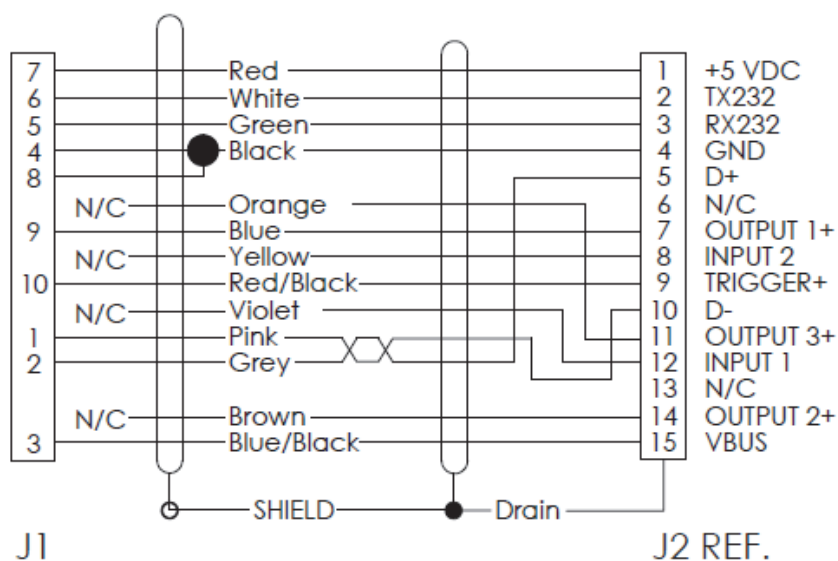 7 Red 1 +5 VDC
6 White 2 TX232
5 Green 3 RX232
4 Black 4 GND
8 5 D+
N/C Orange 6 N/C
9 Blue 7 OUTPUT 1+
N/C Yellow 8 INPUT 2
10 Red/Black 9 TRIGGER+
N/C Violet 10 D-
1 Pink 11 OUTPUT 3+
2 Grey 12 INPUT 1
13 N/C
N/C Brown 14 OUTPUT 2+
3 Blue/Black 15 VBUS
SHIELD Drain
J1 J2 REF.